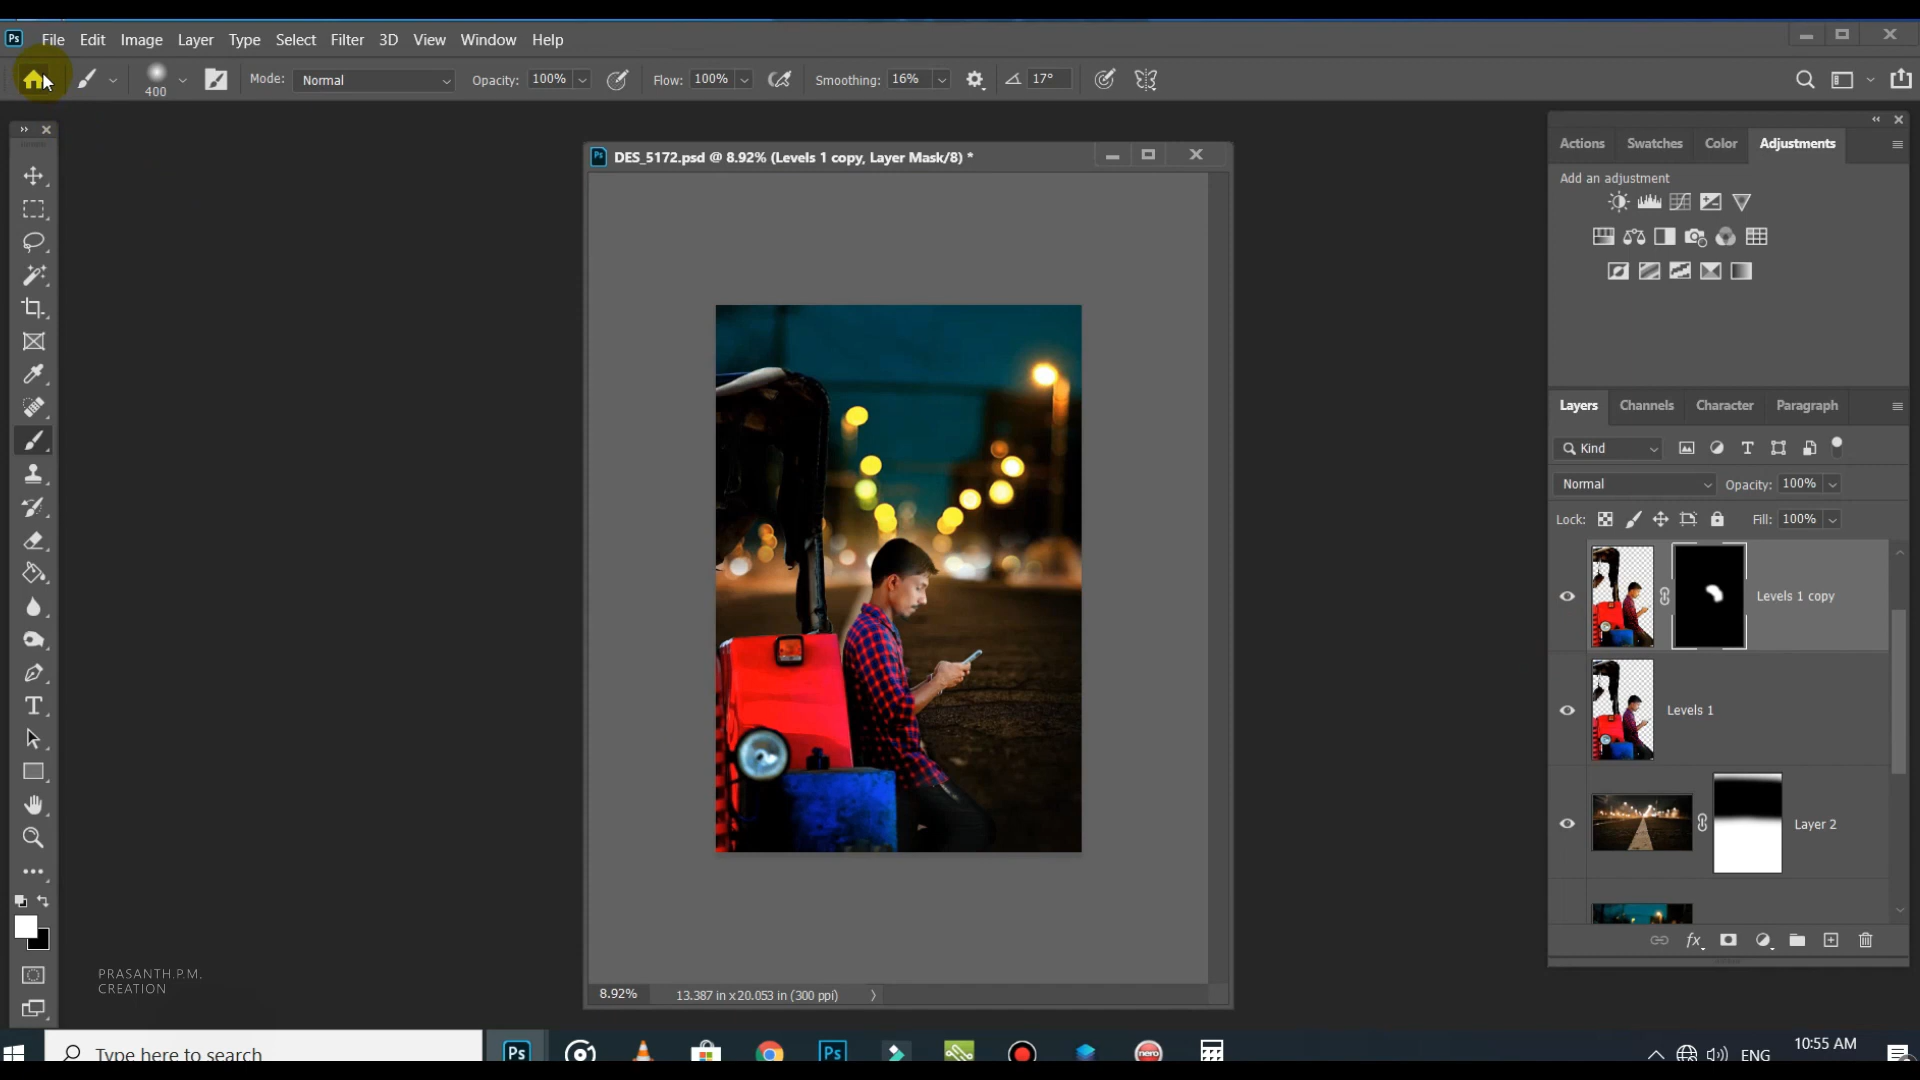 Ps File Edit Image Layer Type Select Filter 3D View Window Help
400 Mode: Normal Opacity: 100% Flow: 100% Smoothing: 16% 17°
DES_5172.psd @ 8.92% (Levels 1 copy, Layer Mask/8) *
Actions Swatches Color Adjustments
Add an adjustment
Layers Channels Character Paragraph
Kind
Normal Opacity: 100%
Lock: Fill: 100%
Levels 1 copy
Levels 1
Layer 2
fx
PRASANTH.P.M.
CREATION
8.92% 13.387 in x 20.053 in (300 ppi)
Type here to search
Ps
Ps
nero
ENG
10:55 AM